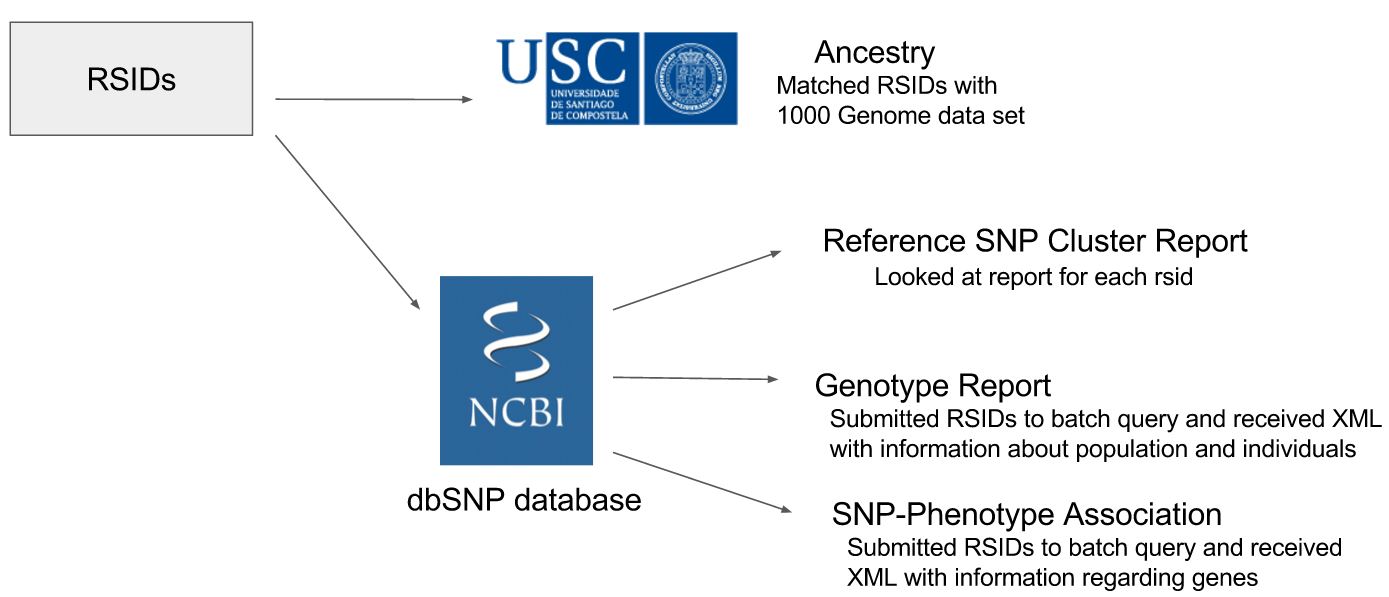 RSIDs
USC
UNIVERSIDADE
DE SANTIAGO
DE COMPOSTELA
Ancestry
Matched RSIDs with
1000 Genome data set
Reference SNP Cluster Report
Looked at report for each rsid
NCBI
dbSNP database
Genotype Report
Submitted RSIDs to batch query and received XML
with information about population and individuals
SNP-Phenotype Association
Submitted RSIDs to batch query and received
XML with information regarding genes